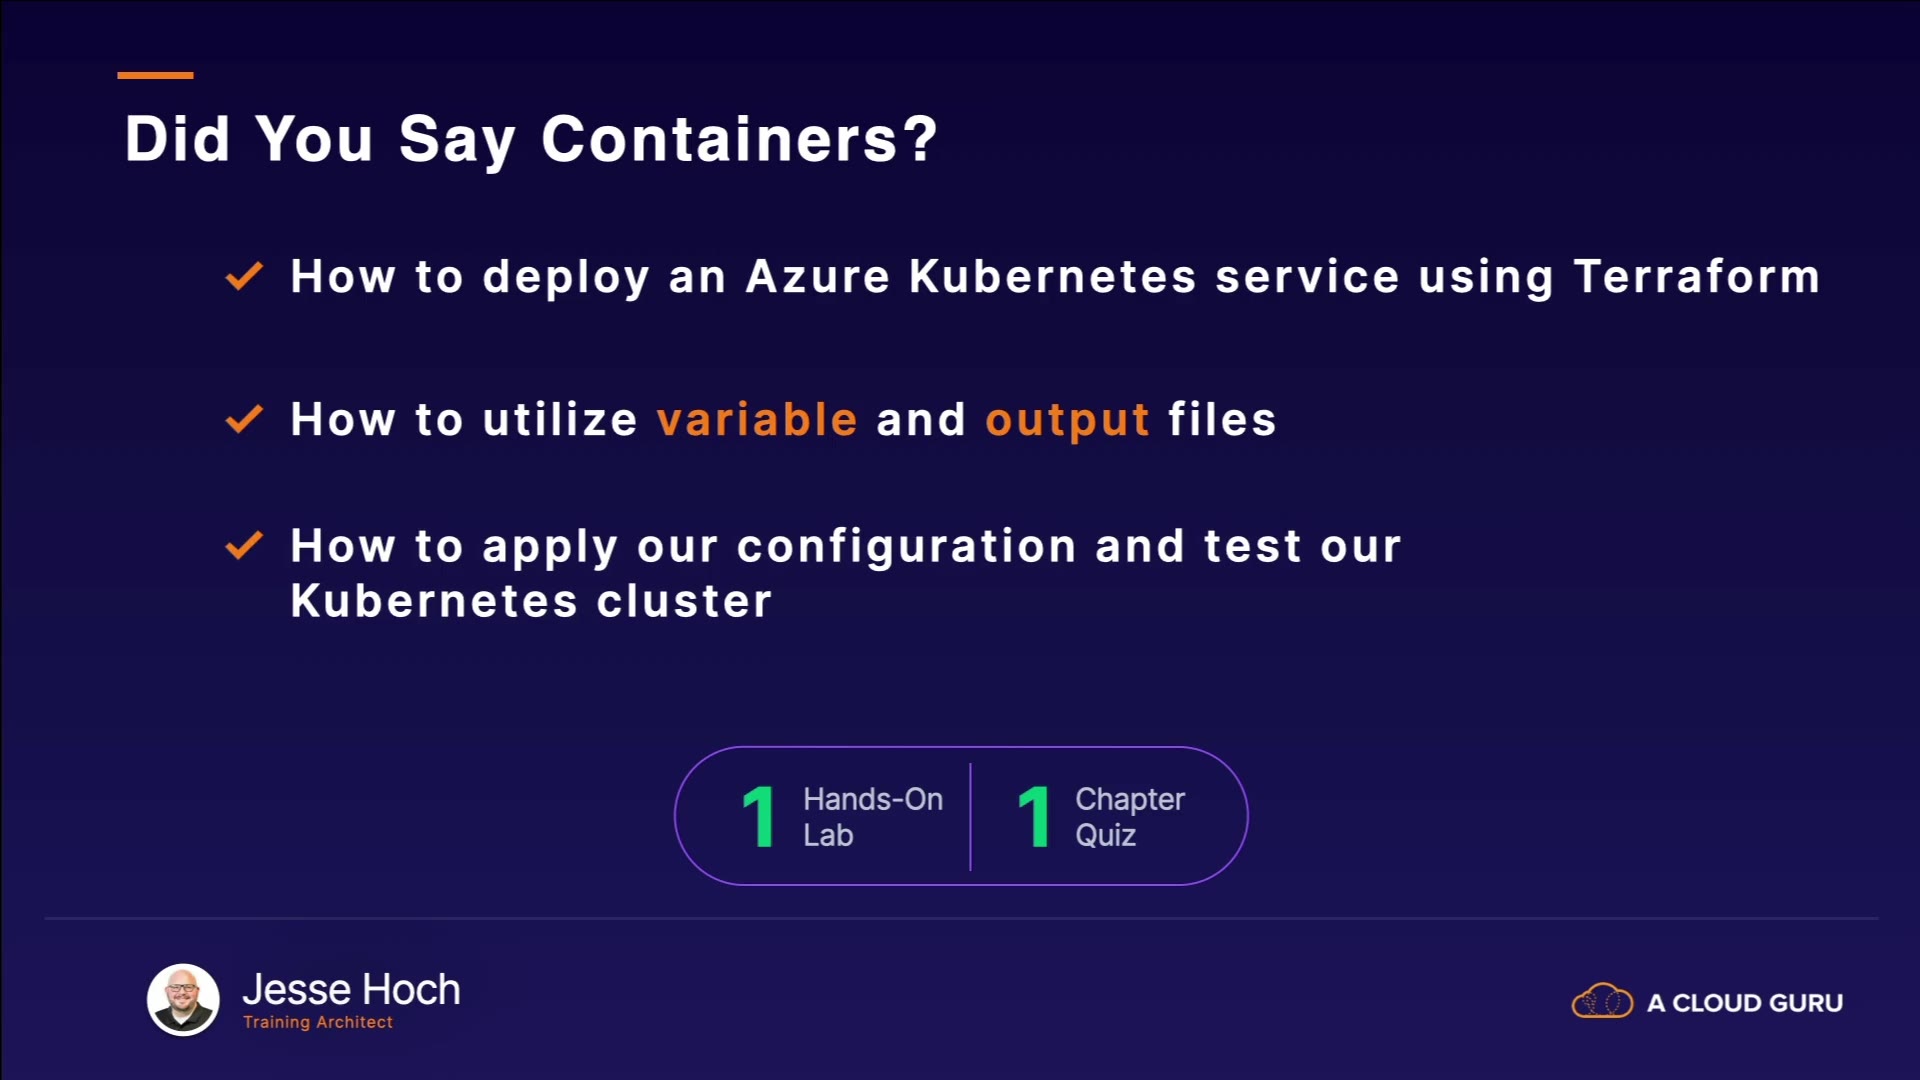 Did You Say Containers?
How to deploy an Azure Kubernetes service using Terraform
How to utilize variable and output files
How to apply our configuration and test our
Kubernetes cluster
1 Hands-On
Lab
1 Chapter
Quiz
Jesse Hoch
Training Architect
A CLOUD GURU